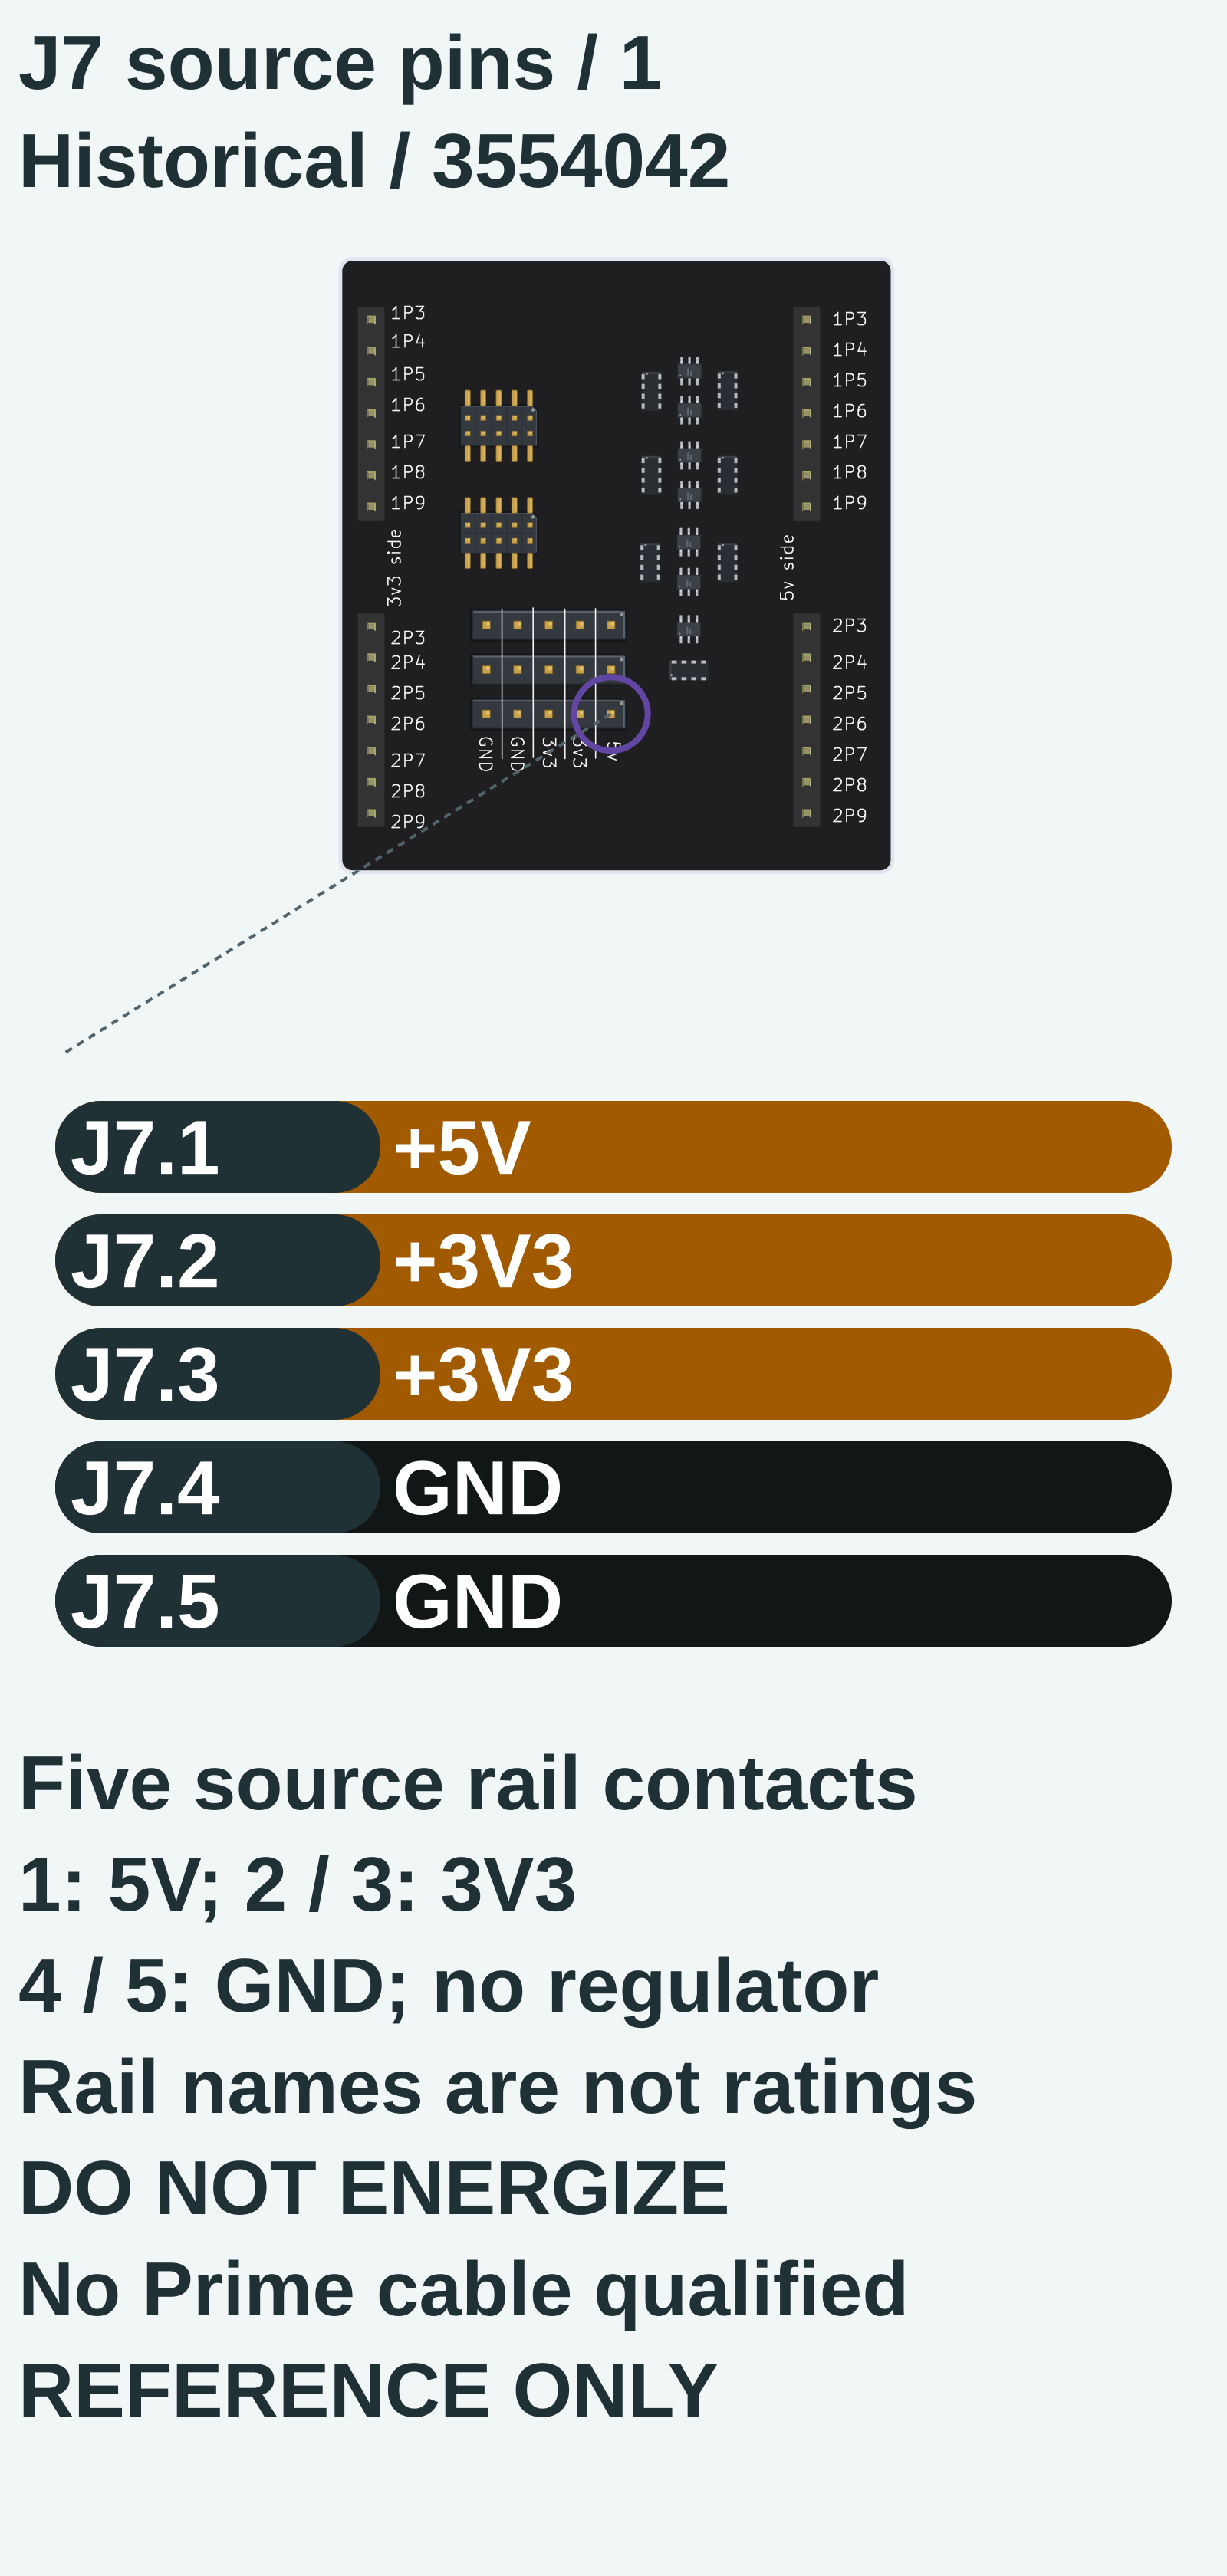 J7 source pins / 1
Historical / 3554042
1P3
1P4
1P5
1P6
1P7
1P8
1P9
3v3 side
2P3
2P4
2P5
2P6
2P7
2P8
2P9
GND
GND
3v3
3v3
5v
1P3
1P4
1P5
1P6
1P7
1P8
1P9
5v side
2P3
2P4
2P5
2P6
2P7
2P8
2P9
J7.1 +5V
J7.2 +3V3
J7.3 +3V3
J7.4 GND
J7.5 GND
Five source rail contacts
1: 5V; 2 / 3: 3V3
4 / 5: GND; no regulator
Rail names are not ratings
DO NOT ENERGIZE
No Prime cable qualified
REFERENCE ONLY